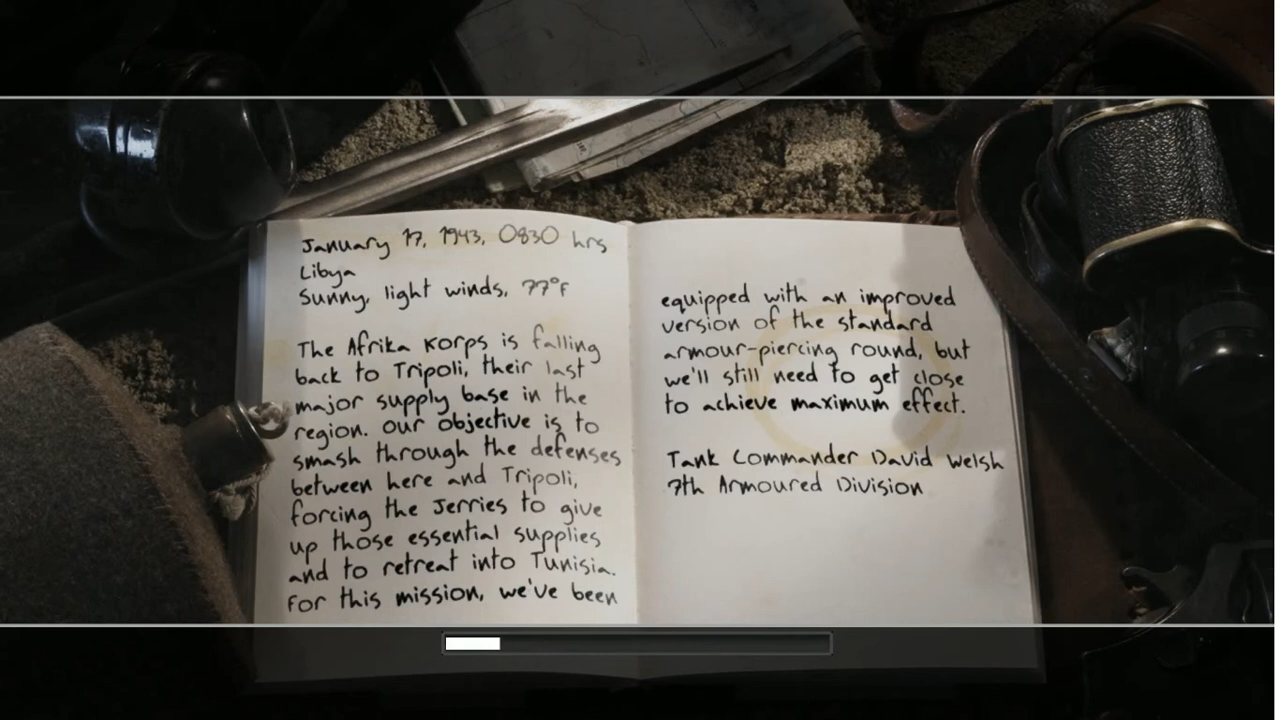 January 17, 1943, 0830 hrs
Libya
Sunny, light winds, 77°F
The Afrika Korps is falling
back to Tripoli, their last
major supply base in the
region. Our objective is to
smash through the defenses
between here and Tripoli,
forcing the Jerries to give
up those essential supplies
and to retreat into Tunisia.
For this mission, we've been
equipped with an improved
version of the standard
armour-piercing round, but
we'll still need to get close
to achieve maximum effect.
Tank Commander David Welsh
7th Armoured Division